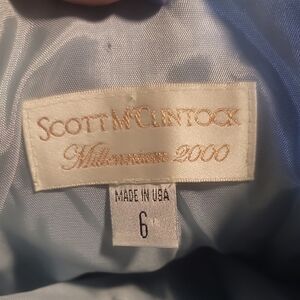 SCOTT McCLINTOCK
Millennium 2000
MADE IN USA
6